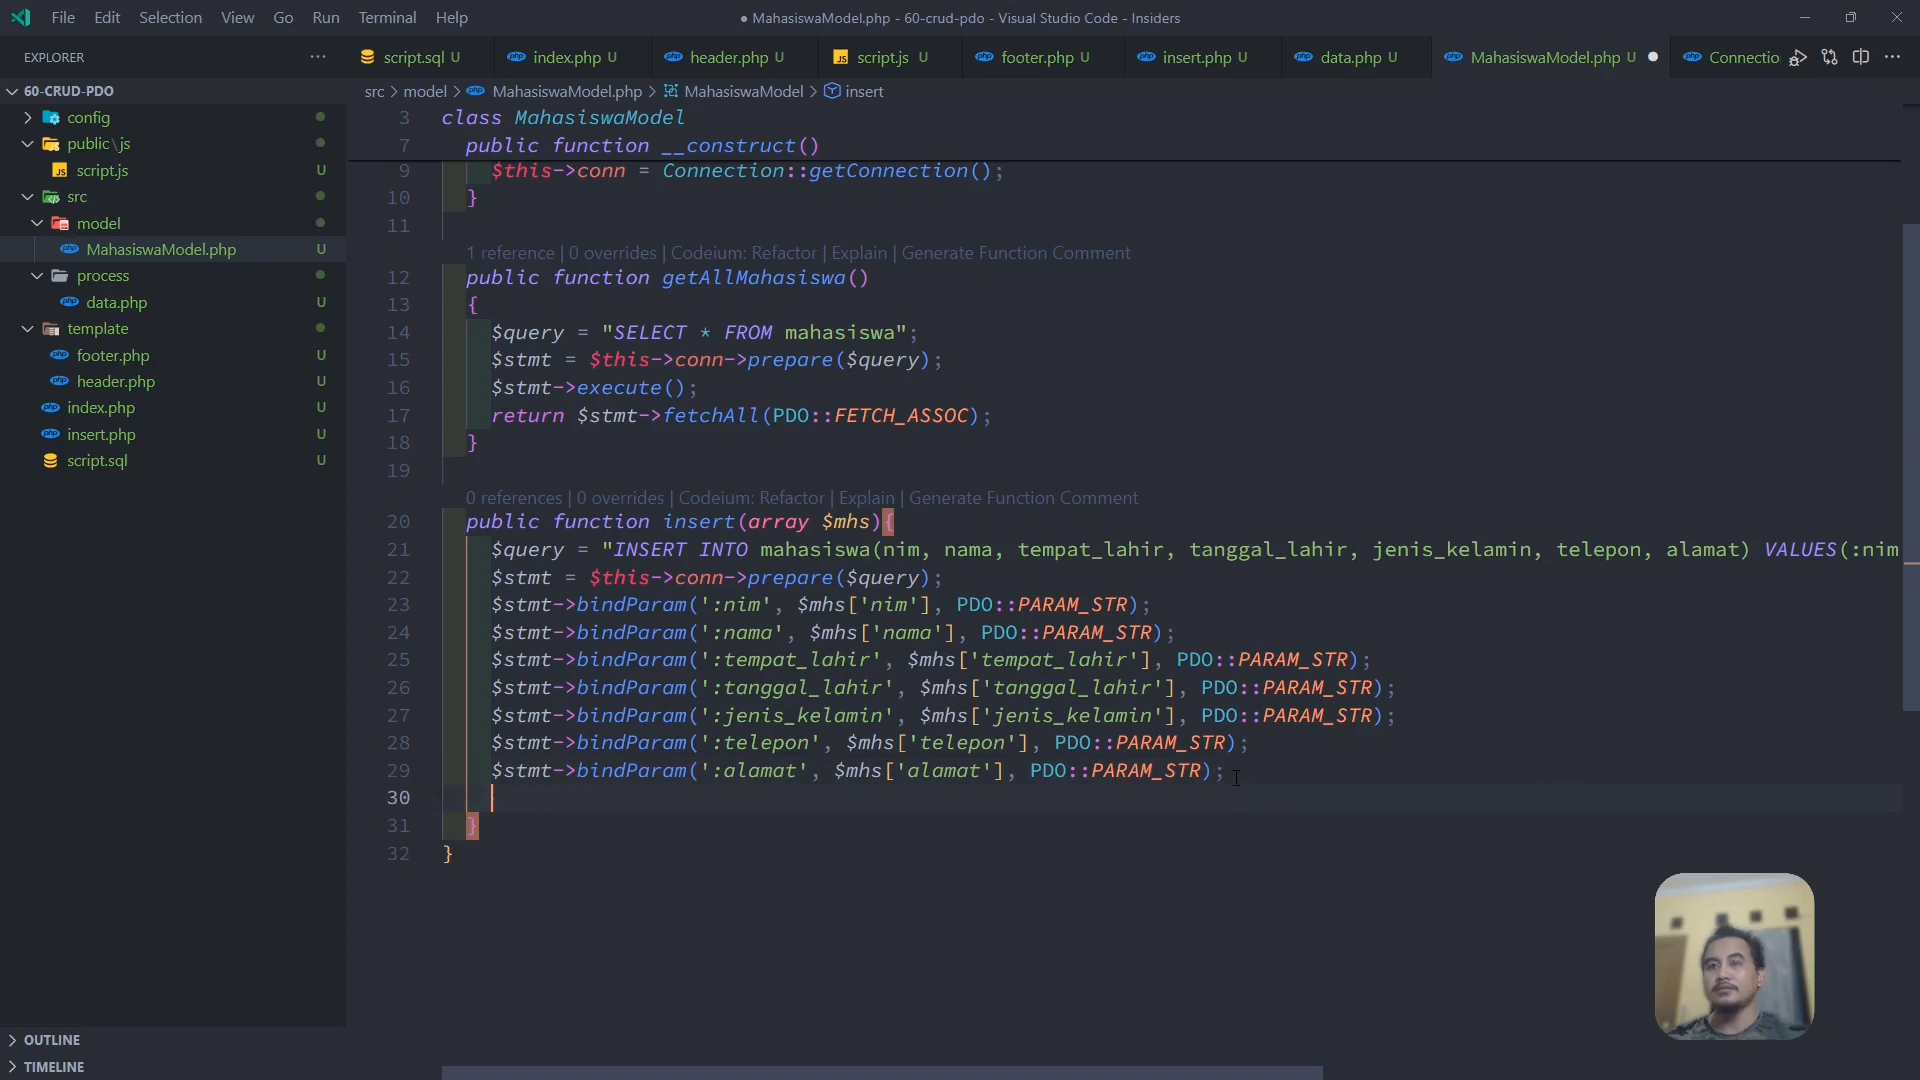 File Edit Selection View Go Run Terminal Help
● MahasiswaModel.php - 60-crud-pdo - Visual Studio Code - Insiders
EXPLORER
script.sql U
index.php U
header.php U
script.js U
footer.php U
insert.php U
data.php U
MahasiswaModel.php U
Connectio
60-CRUD-PDO
src > model > MahasiswaModel.php > MahasiswaModel > insert
config
public\js
script.js U
src
model
MahasiswaModel.php U
process
data.php U
template
footer.php U
header.php U
index.php U
insert.php U
script.sql U
3 class MahasiswaModel
7 public function __construct()
9 $this->conn = Connection::getConnection();
10 }
11
1 reference | 0 overrides | Codeium: Refactor | Explain | Generate Function Comment
12 public function getAllMahasiswa()
13 {
14 $query = "SELECT * FROM mahasiswa";
15 $stmt = $this->conn->prepare($query);
16 $stmt->execute();
17 return $stmt->fetchAll(PDO::FETCH_ASSOC);
18 }
19
0 references | 0 overrides | Codeium: Refactor | Explain | Generate Function Comment
20 public function insert(array $mhs){
21 $query = "INSERT INTO mahasiswa(nim, nama, tempat_lahir, tanggal_lahir, jenis_kelamin, telepon, alamat) VALUES(:nim
22 $stmt = $this->conn->prepare($query);
23 $stmt->bindParam(':nim', $mhs['nim'], PDO::PARAM_STR);
24 $stmt->bindParam(':nama', $mhs['nama'], PDO::PARAM_STR);
25 $stmt->bindParam(':tempat_lahir', $mhs['tempat_lahir'], PDO::PARAM_STR);
26 $stmt->bindParam(':tanggal_lahir', $mhs['tanggal_lahir'], PDO::PARAM_STR);
27 $stmt->bindParam(':jenis_kelamin', $mhs['jenis_kelamin'], PDO::PARAM_STR);
28 $stmt->bindParam(':telepon', $mhs['telepon'], PDO::PARAM_STR);
29 $stmt->bindParam(':alamat', $mhs['alamat'], PDO::PARAM_STR);
30
31 }
32 }
OUTLINE
TIMELINE